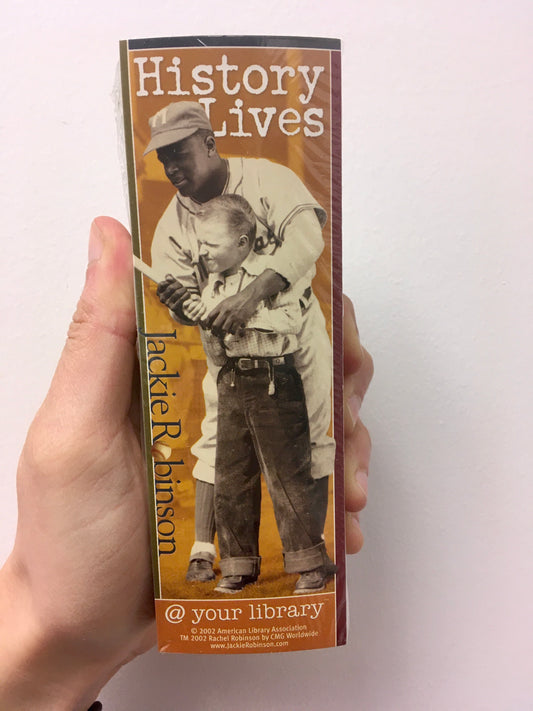 History
Lives
Jackie Robinson
@ your library
© 2002 American Library Association
TM 2002 Rachel Robinson by CMG Worldwide
www.JackieRobinson.com